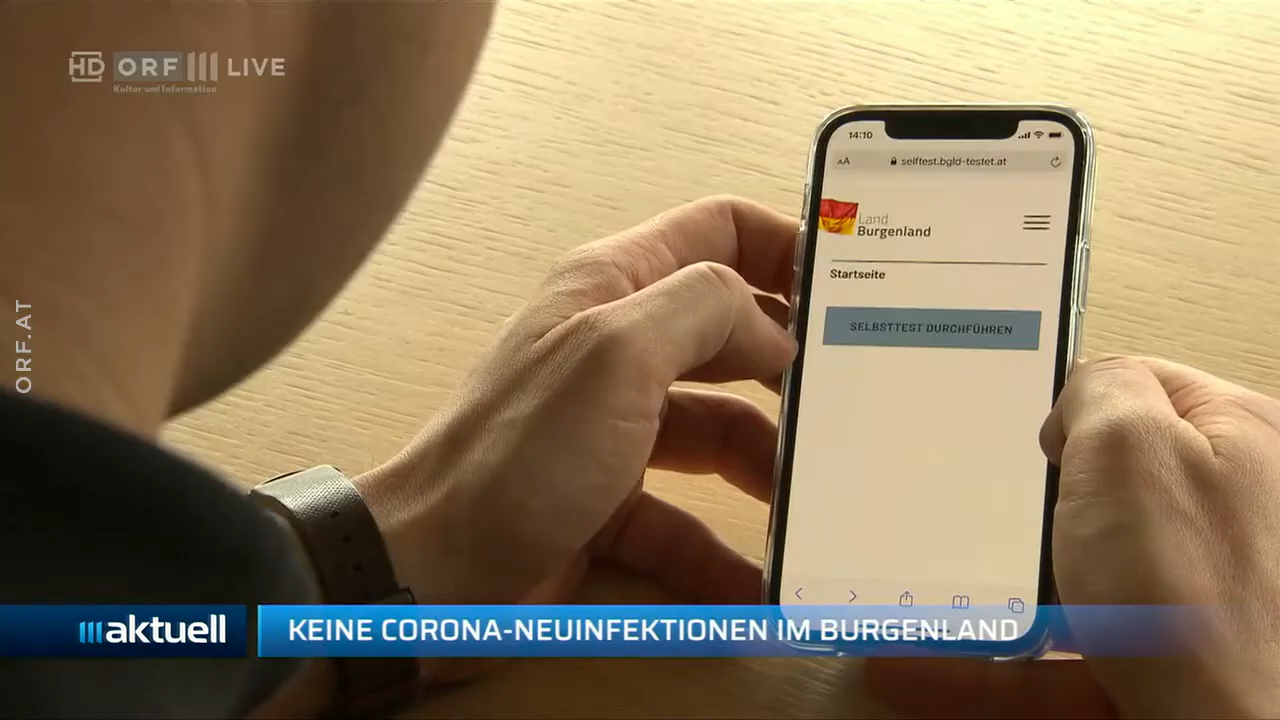 HD ORF III LIVE
Kultur und Information
ORF.AT
14:10
AA selftest.bgld-testet.at
Land
Burgenland
Startseite
SELBSTTEST DURCHFÜHREN
III aktuell KEINE CORONA-NEUINFEKTIONEN IM BURGENLAND